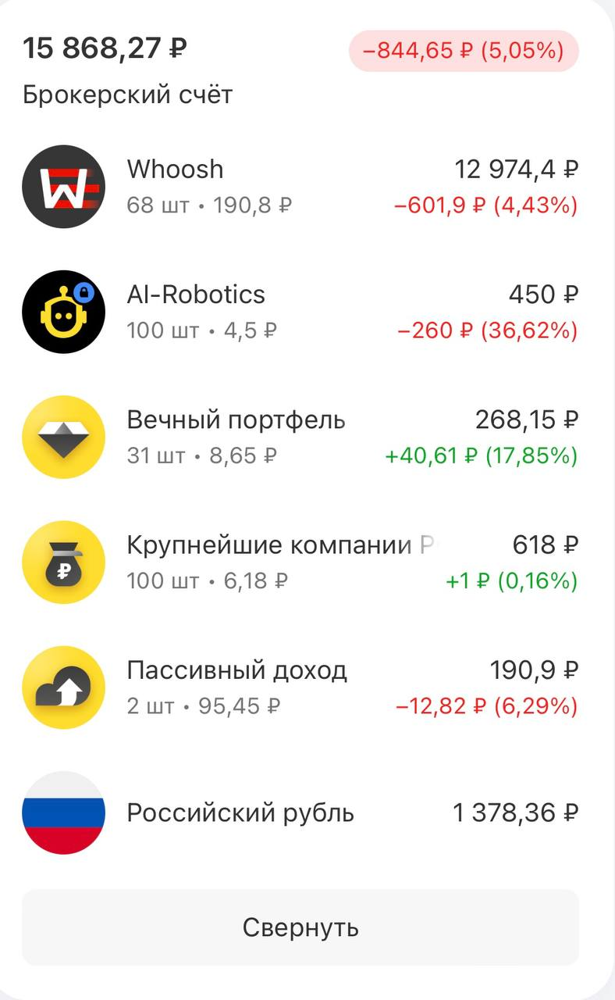 15 868,27 ₽
−844,65 ₽ (5,05%)
Брокерский счёт
Whoosh
12 974,4 ₽
68 шт • 190,8 ₽
−601,9 ₽ (4,43%)
AI-Robotics
450 ₽
100 шт • 4,5 ₽
−260 ₽ (36,62%)
Вечный портфель
268,15 ₽
31 шт • 8,65 ₽
+40,61 ₽ (17,85%)
Крупнейшие компании
618 ₽
100 шт • 6,18 ₽
+1 ₽ (0,16%)
Пассивный доход
190,9 ₽
2 шт • 95,45 ₽
−12,82 ₽ (6,29%)
Российский рубль
1 378,36 ₽
Свернуть